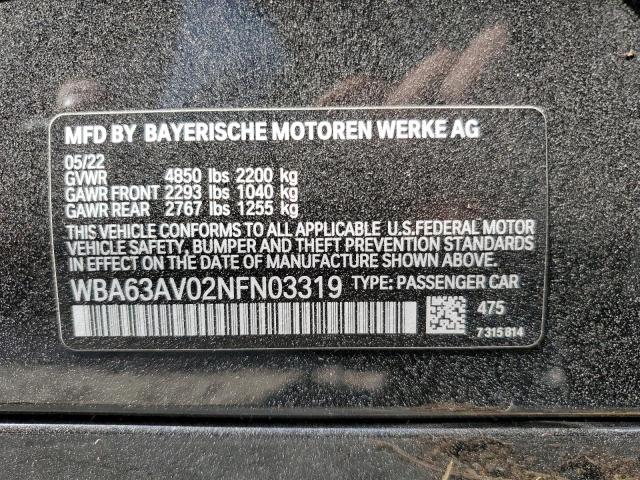 MFD BY BAYERISCHE MOTOREN WERKE AG
05/22
GVWR 4850 lbs 2200 kg
GAWR FRONT 2293 lbs 1040 kg
GAWR REAR 2767 lbs 1255 kg
THIS VEHICLE CONFORMS TO ALL APPLICABLE U.S.FEDERAL MOTOR
VEHICLE SAFETY, BUMPER AND THEFT PREVENTION STANDARDS
IN EFFECT ON THE DATE OF MANUFACTURE SHOWN ABOVE.
WBA63AV02NFN03319 TYPE: PASSENGER CAR
475
7 315 814